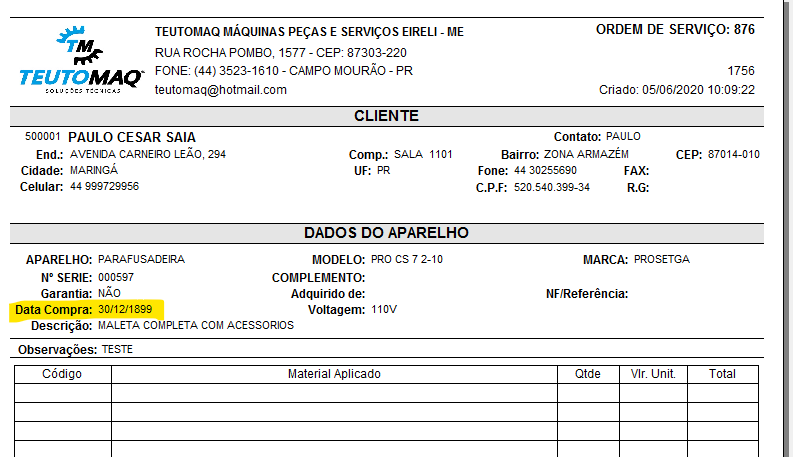 TM
TEUTOMAQ
SOLUÇÕES TÉCNICAS
TEUTOMAQ MÁQUINAS PEÇAS E SERVIÇOS EIRELI - ME
ORDEM DE SERVIÇO: 876
RUA ROCHA POMBO, 1577 - CEP: 87303-220
FONE: (44) 3523-1610 - CAMPO MOURÃO - PR
1756
teutomaq@hotmail.com
Criado: 05/06/2020 10:09:22
CLIENTE
500001 PAULO CESAR SAIA Contato: PAULO
End.: AVENIDA CARNEIRO LEÃO, 294 Comp.: SALA 1101 Bairro: ZONA ARMAZÉM CEP: 87014-010
Cidade: MARINGÁ UF: PR Fone: 44 30255690 FAX:
Celular: 44 999729956 C.P.F: 520.540.399-34 R.G:
DADOS DO APARELHO
APARELHO: PARAFUSADEIRA MODELO: PRO CS 7 2-10 MARCA: PROSETGA
Nº SERIE: 000597 COMPLEMENTO:
Garantia: NÃO Adquirido de: NF/Referência:
Data Compra: 30/12/1899 Voltagem: 110V
Descrição: MALETA COMPLETA COM ACESSORIOS
Observações: TESTE
Código Material Aplicado Qtde Vlr. Unit. Total